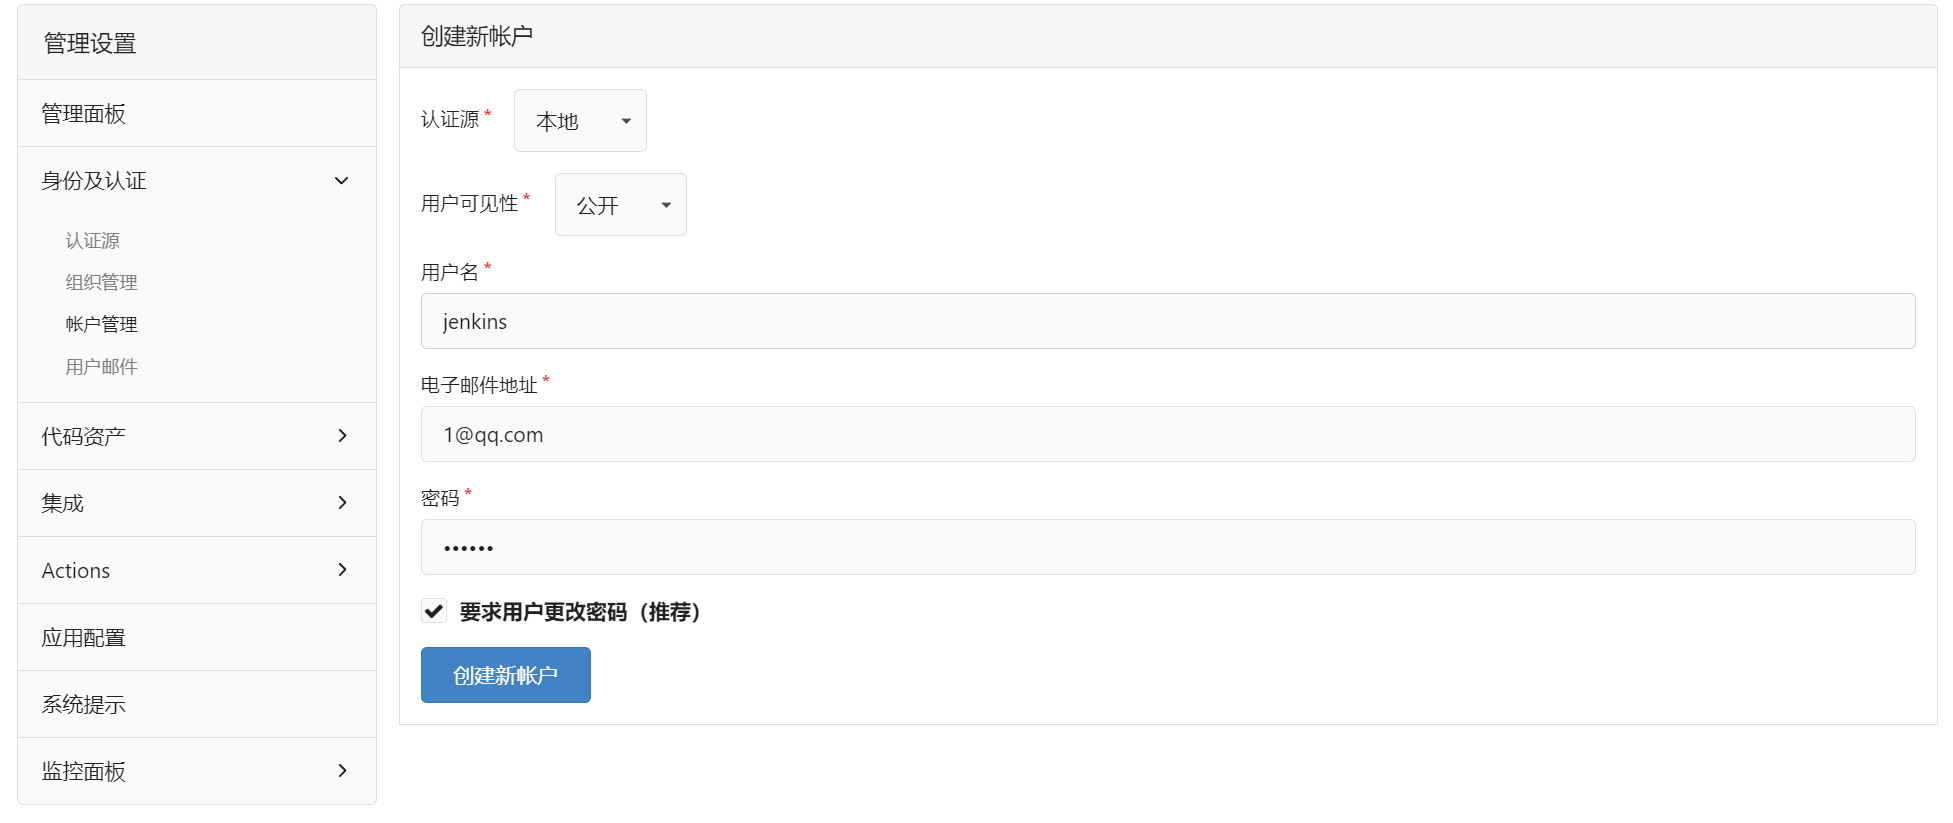 管理设置
管理面板
身份及认证
认证源
组织管理
帐户管理
用户邮件
代码资产
集成
Actions
应用配置
系统提示
监控面板
创建新帐户
认证源 *
本地
用户可见性 *
公开
用户名 *
jenkins
电子邮件地址 *
1@qq.com
密码 *
••••••
要求用户更改密码（推荐）
创建新帐户